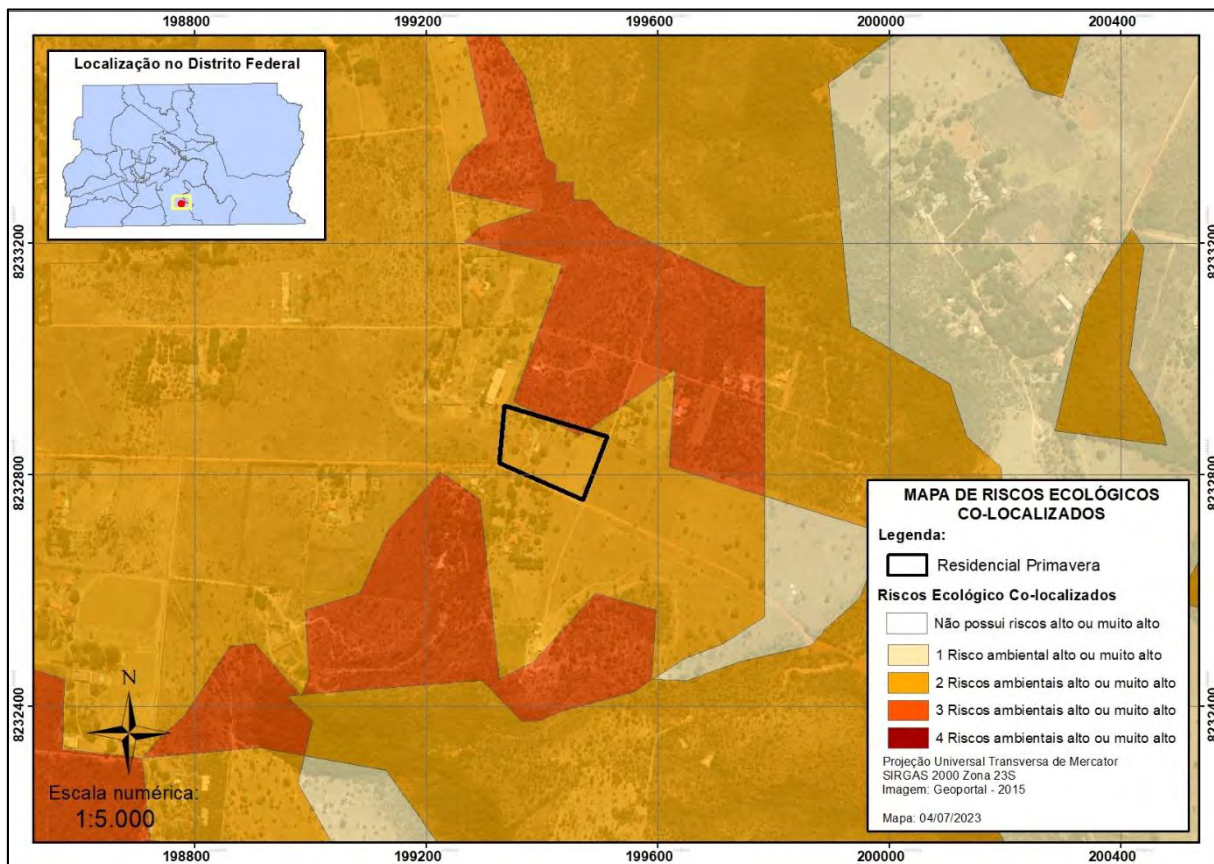 198800 199200 199600 200000 200400
Localização no Distrito Federal
8233200 8233200
8232800 8232800
8232400 8232400
MAPA DE RISCOS ECOLÓGICOS
CO-LOCALIZADOS
Legenda:
Residencial Primavera
Riscos Ecológico Co-localizados
Não possui riscos alto ou muito alto
1 Risco ambiental alto ou muito alto
2 Riscos ambientais alto ou muito alto
3 Riscos ambientais alto ou muito alto
4 Riscos ambientais alto ou muito alto
Projeção Universal Transversa de Mercator
SIRGAS 2000 Zona 23S
Imagem: Geoportal - 2015
Mapa: 04/07/2023
N
Escala numérica:
1:5.000
198800 199200 199600 200000 200400